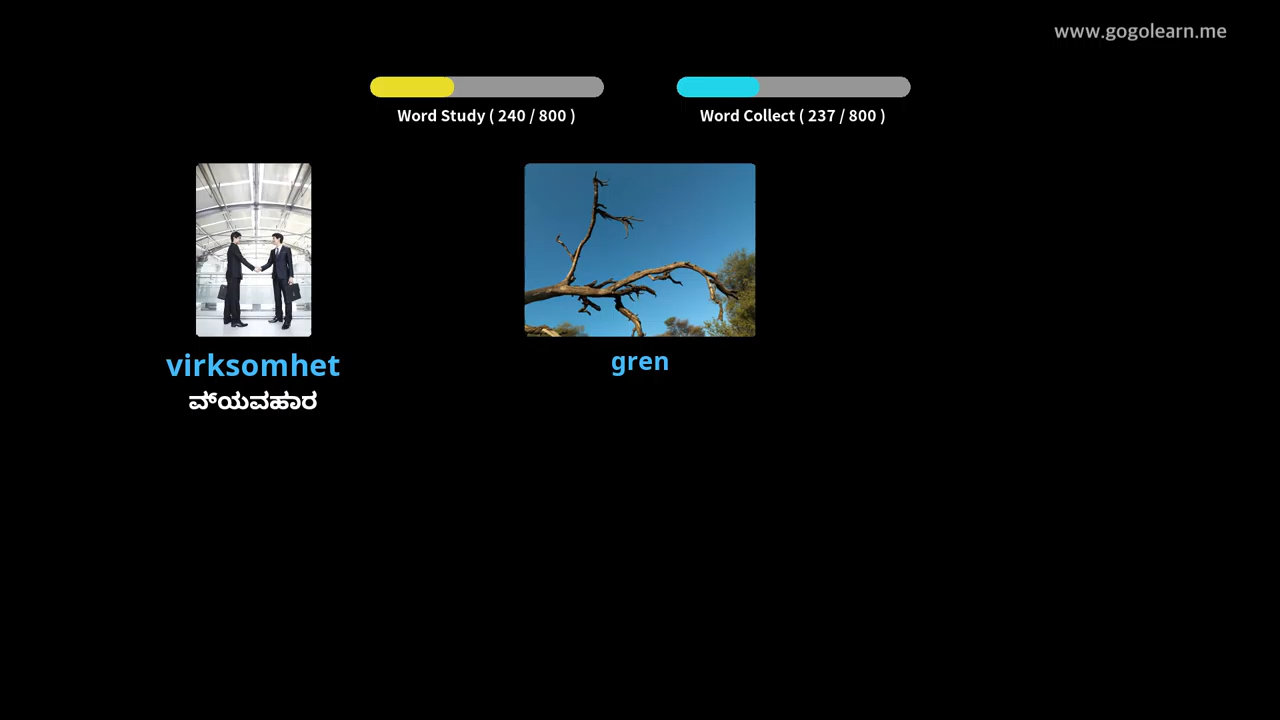 www.gogolearn.me
Word Study ( 240 / 800 )
Word Collect ( 237 / 800 )
virksomhet
ವ್ಯವಹಾರ
gren